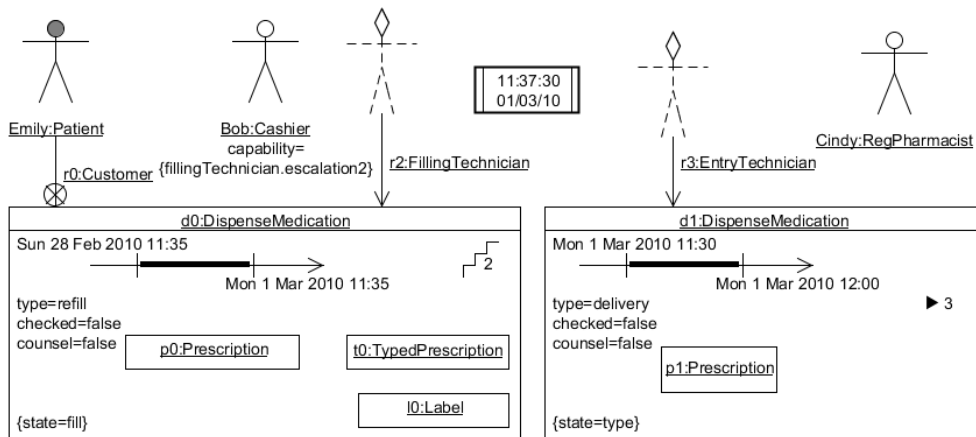 11:37:30
01/03/10
Emily:Patient
Bob:Cashier
capability=
{fillingTechnician.escalation2}
Cindy:RegPharmacist
r0:Customer
r2:FillingTechnician
r3:EntryTechnician
d0:DispenseMedication
Sun 28 Feb 2010 11:35
2
Mon 1 Mar 2010 11:35
type=refill
checked=false
counsel=false
p0:Prescription
t0:TypedPrescription
l0:Label
{state=fill}
d1:DispenseMedication
Mon 1 Mar 2010 11:30
Mon 1 Mar 2010 12:00
type=delivery
3
checked=false
counsel=false
p1:Prescription
{state=type}